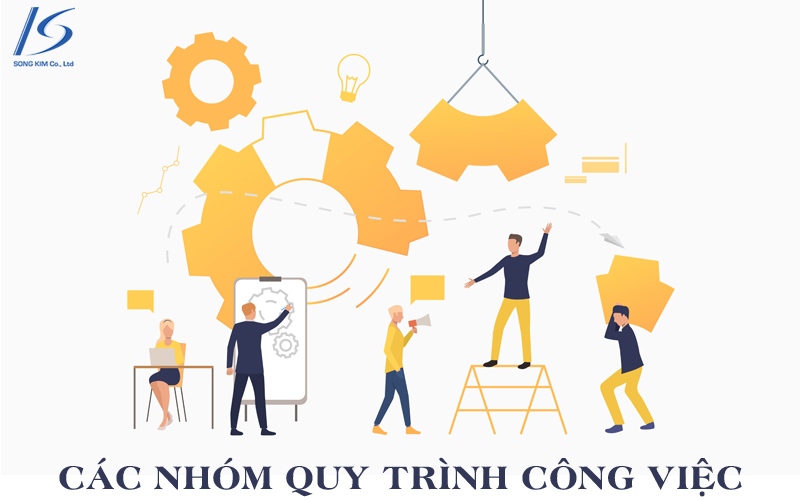 SONG KIM Co., Ltd
CÁC NHÓM QUY TRÌNH CÔNG VIỆC